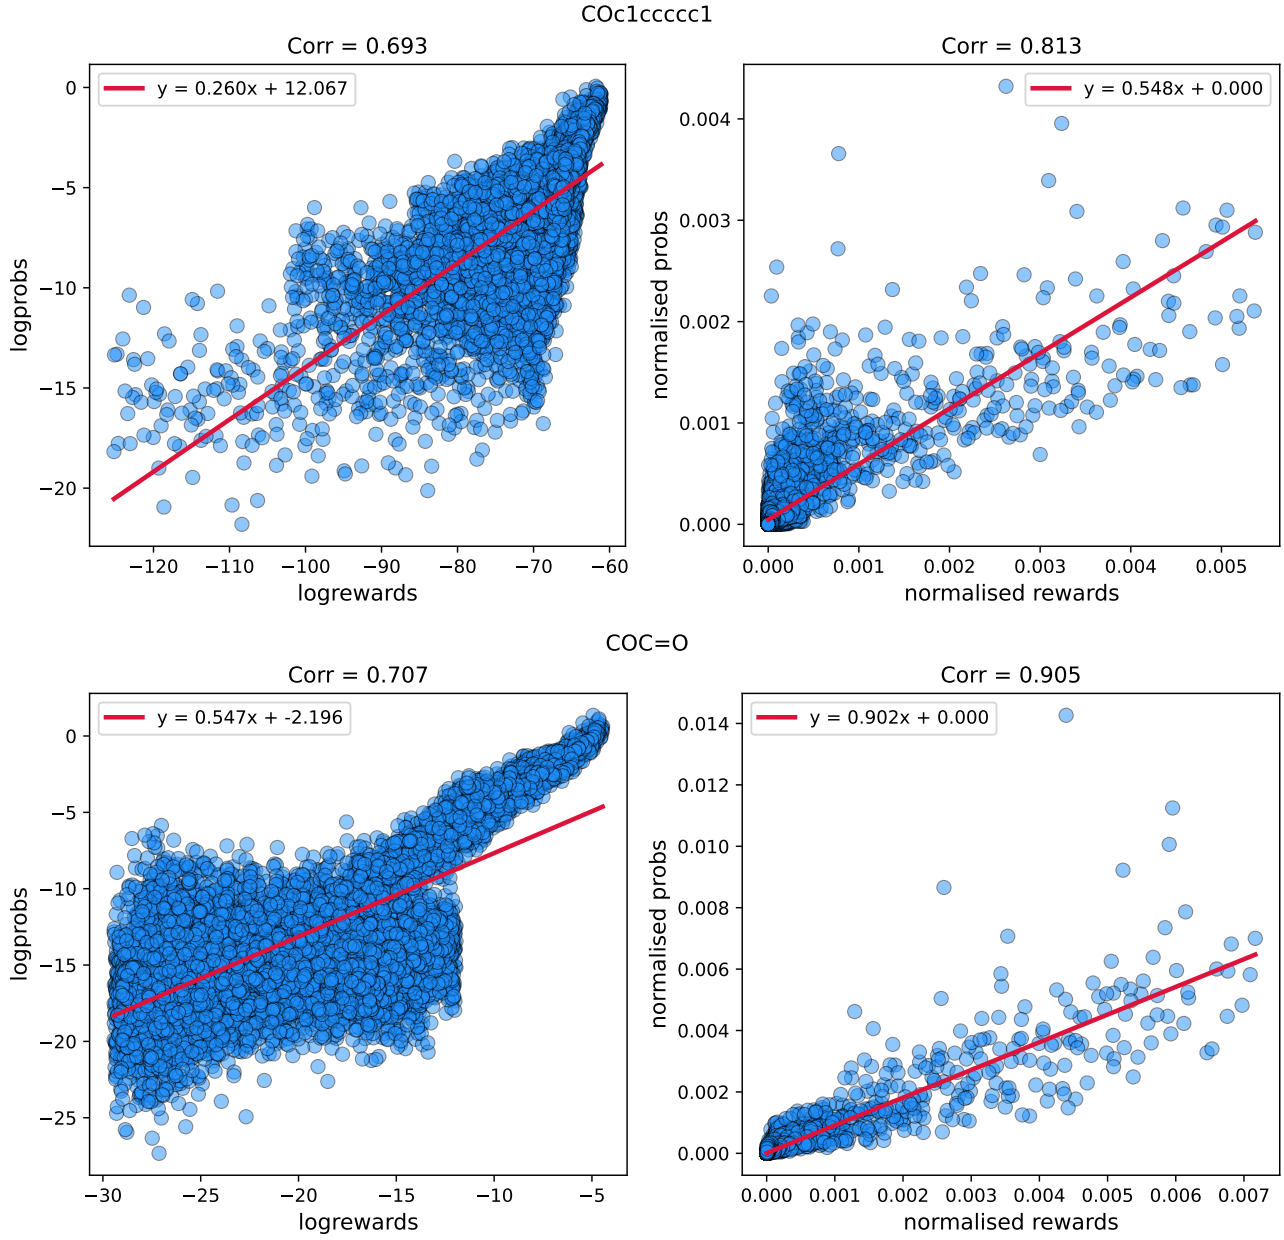 COc1ccccc1
Corr = 0.693
Corr = 0.813
y = 0.260x + 12.067
y = 0.548x + 0.000
logprobs
0
−5
−10
−15
−20
−120 −110 −100 −90 −80 −70 −60
logrewards
normalised probs
0.004
0.003
0.002
0.001
0.000
0.000 0.001 0.002 0.003 0.004 0.005
normalised rewards
COC=O
Corr = 0.707
Corr = 0.905
y = 0.547x + -2.196
y = 0.902x + 0.000
logprobs
0
−5
−10
−15
−20
−25
−30 −25 −20 −15 −10 −5
logrewards
normalised probs
0.014
0.012
0.010
0.008
0.006
0.004
0.002
0.000
0.000 0.001 0.002 0.003 0.004 0.005 0.006 0.007
normalised rewards